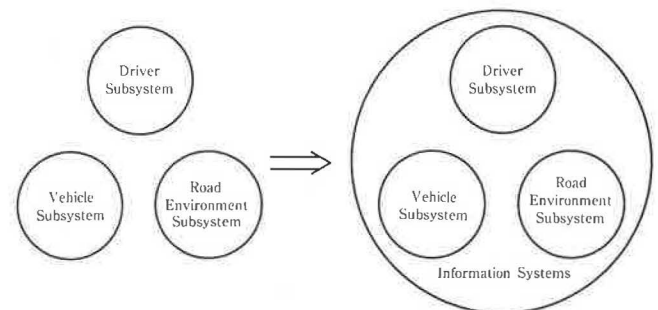 Driver
Subsystem
Vehicle
Subsystem
Road
Environment
Subsystem
Driver
Subsystem
Vehicle
Subsystem
Road
Environment
Subsystem
Information Systems